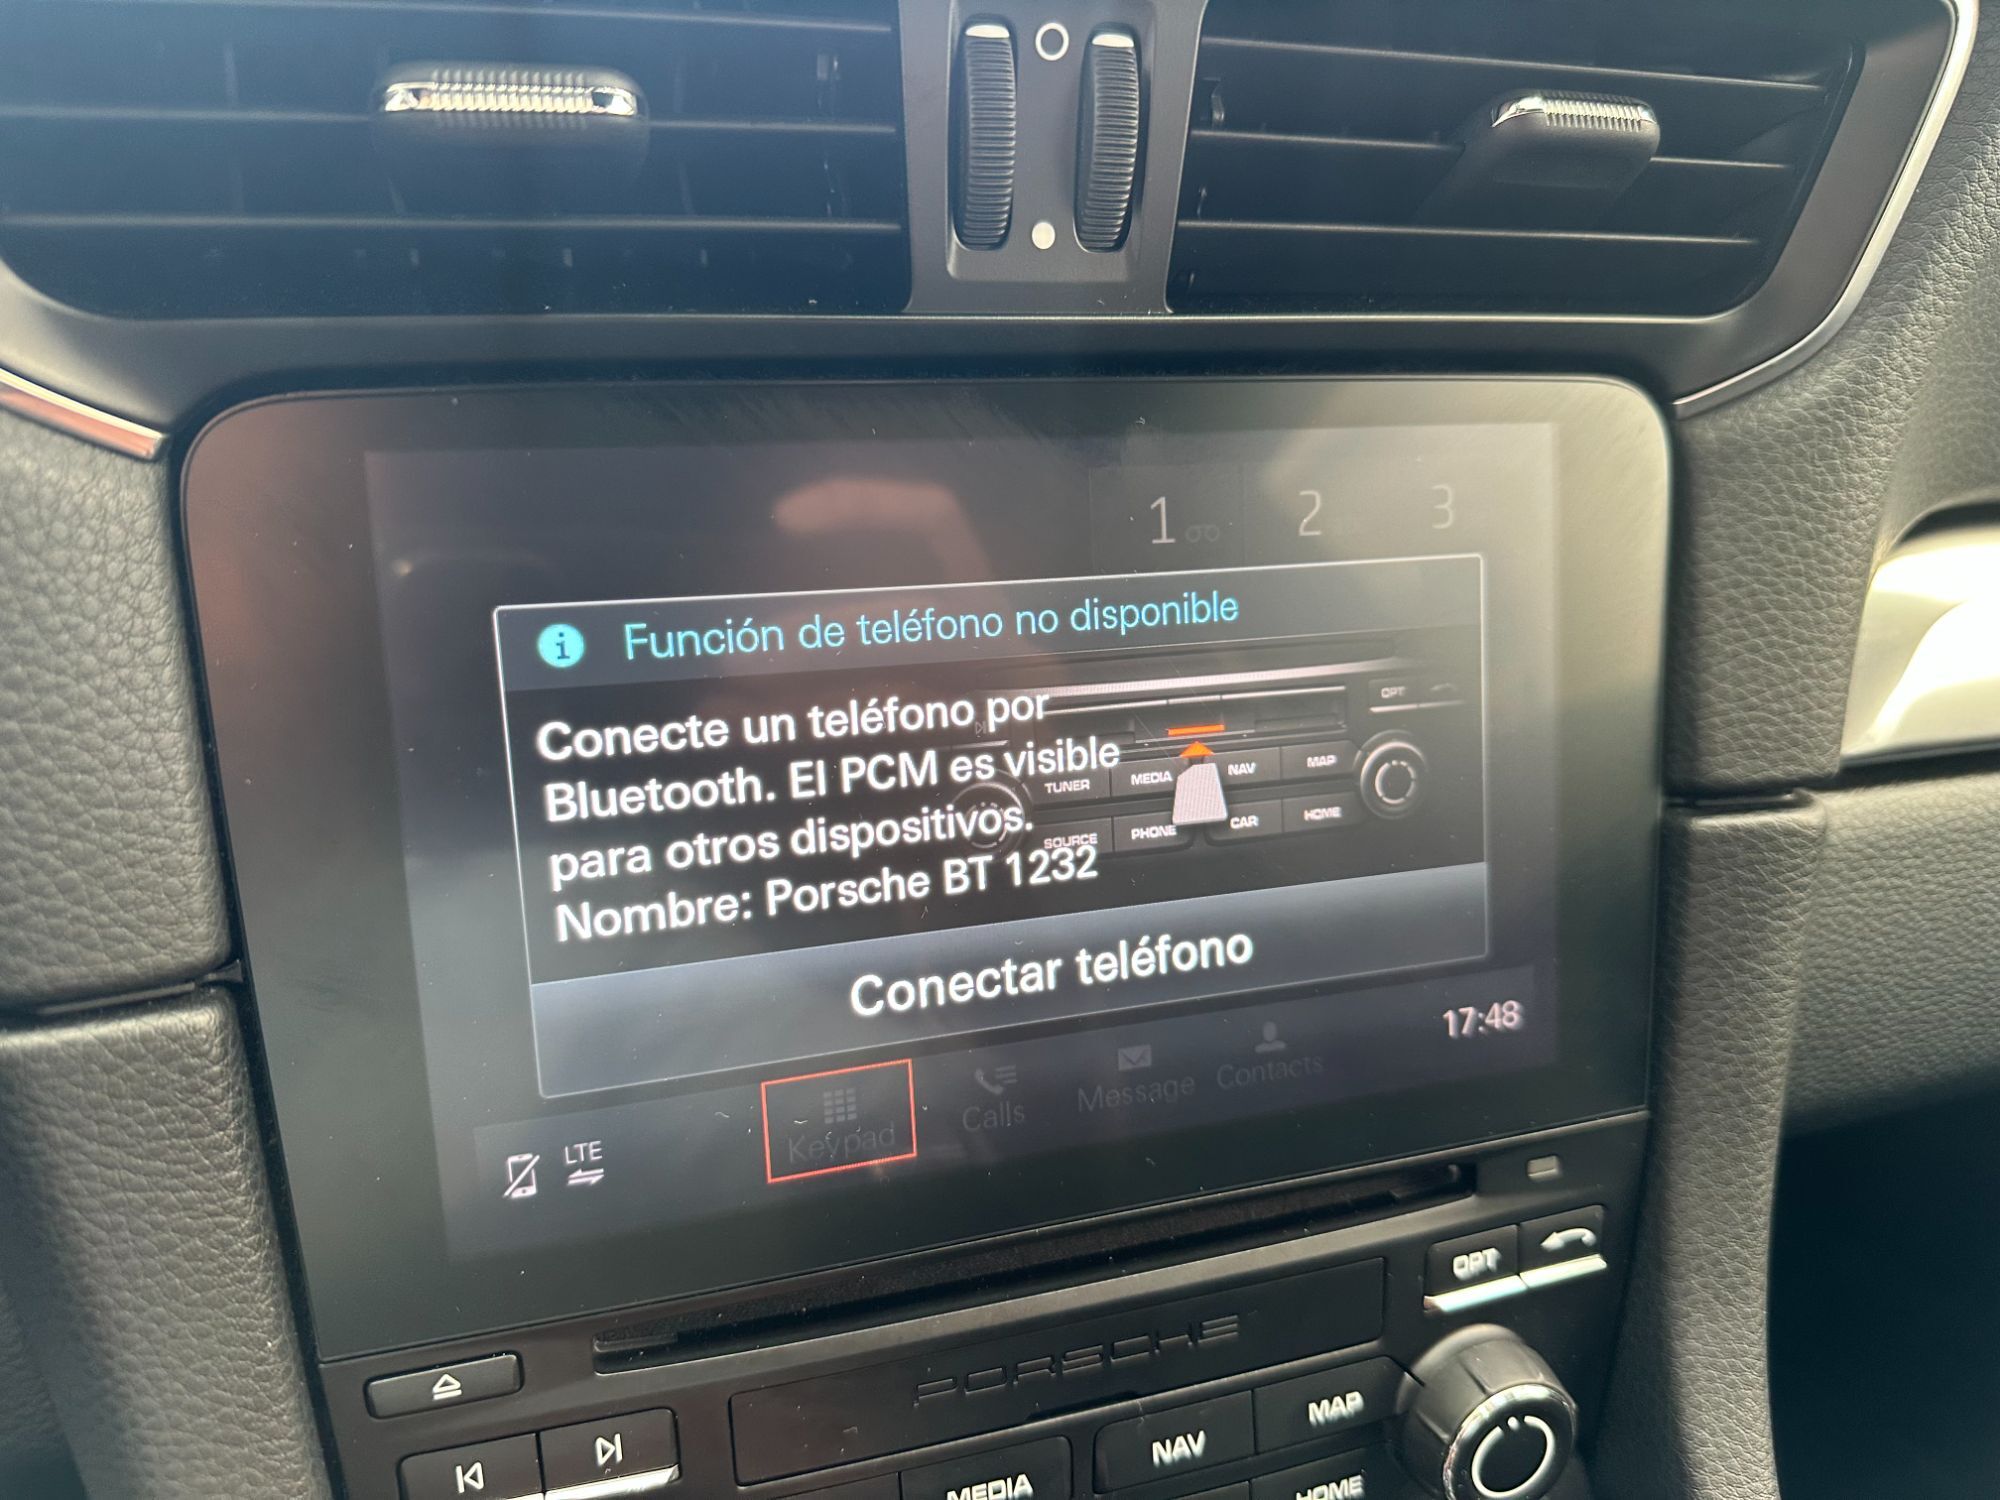 1 2 3
Función de teléfono no disponible
Conecte un teléfono por
Bluetooth. El PCM es visible
para otros dispositivos.
Nombre: Porsche BT 1232
OPT
TUNER MEDIA NAV MAP
SOURCE PHONE CAR HOME
Conectar teléfono
17:48
LTE
Keypad Calls Message Contacts
OPT
PORSCHE
MAP
NAV
MEDIA
HOME